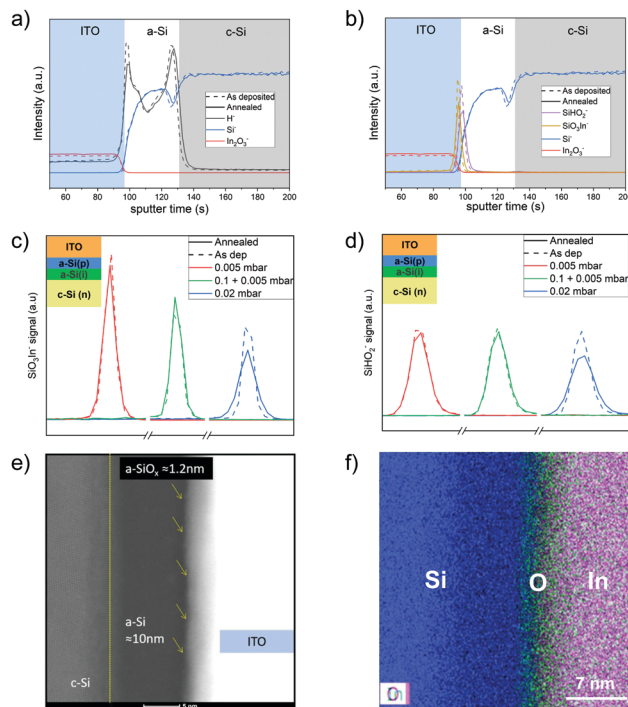 a)
ITO
a-Si
c-Si
Intensity (a.u.)
As deposited
Annealed
H⁻
Si⁻
In₂O₃⁻
60 80 100 120 140 160 180 200
sputter time (s)
b)
ITO
a-Si
c-Si
Intensity (a.u.)
As deposited
Annealed
SiHO₂⁻
SiO₃In⁻
Si⁻
In₂O₃⁻
60 80 100 120 140 160 180 200
sputter time (s)
c)
ITO
a-Si(p)
a-Si(i)
c-Si (n)
SiO₃In⁻ signal (a.u)
Annealed
As dep
0.005 mbar
0.1 + 0.005 mbar
0.02 mbar
d)
ITO
a-Si(p)
a-Si(i)
c-Si (n)
SiHO₂⁻ signal (a.u.)
Annealed
As dep
0.005 mbar
0.1 + 0.005 mbar
0.02 mbar
e)
a-SiOₓ ≈1.2nm
a-Si
≈10nm
ITO
c-Si
5 nm
f)
Si
O
In
7 nm